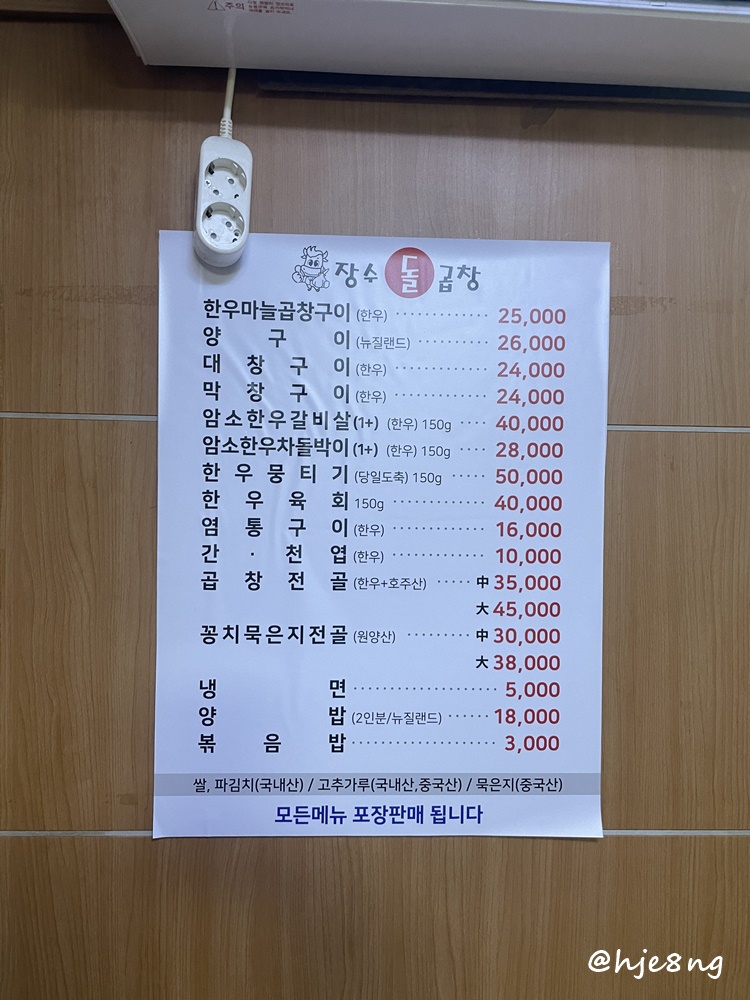 주의
장수 돌 곱창
한우마늘곱창구이 (한우) 25,000
양구이 (뉴질랜드) 26,000
대창구이 (한우) 24,000
막창구이 (한우) 24,000
암소한우갈비살(1+) (한우) 150g 40,000
암소한우차돌박이(1+) (한우) 150g 28,000
한우뭉티기 (당일도축) 150g 50,000
한우육회 150g 40,000
염통구이 (한우) 16,000
간·천엽 (한우) 10,000
곱창전골 (한우+호주산) 中 35,000
大 45,000
꽁치묵은지전골 (원양산) 中 30,000
大 38,000
냉면 5,000
양밥 (2인분/뉴질랜드) 18,000
볶음밥 3,000
쌀, 파김치(국내산) / 고추가루(국내산,중국산) / 묵은지(중국산)
모든메뉴 포장판매 됩니다
@hje8ng